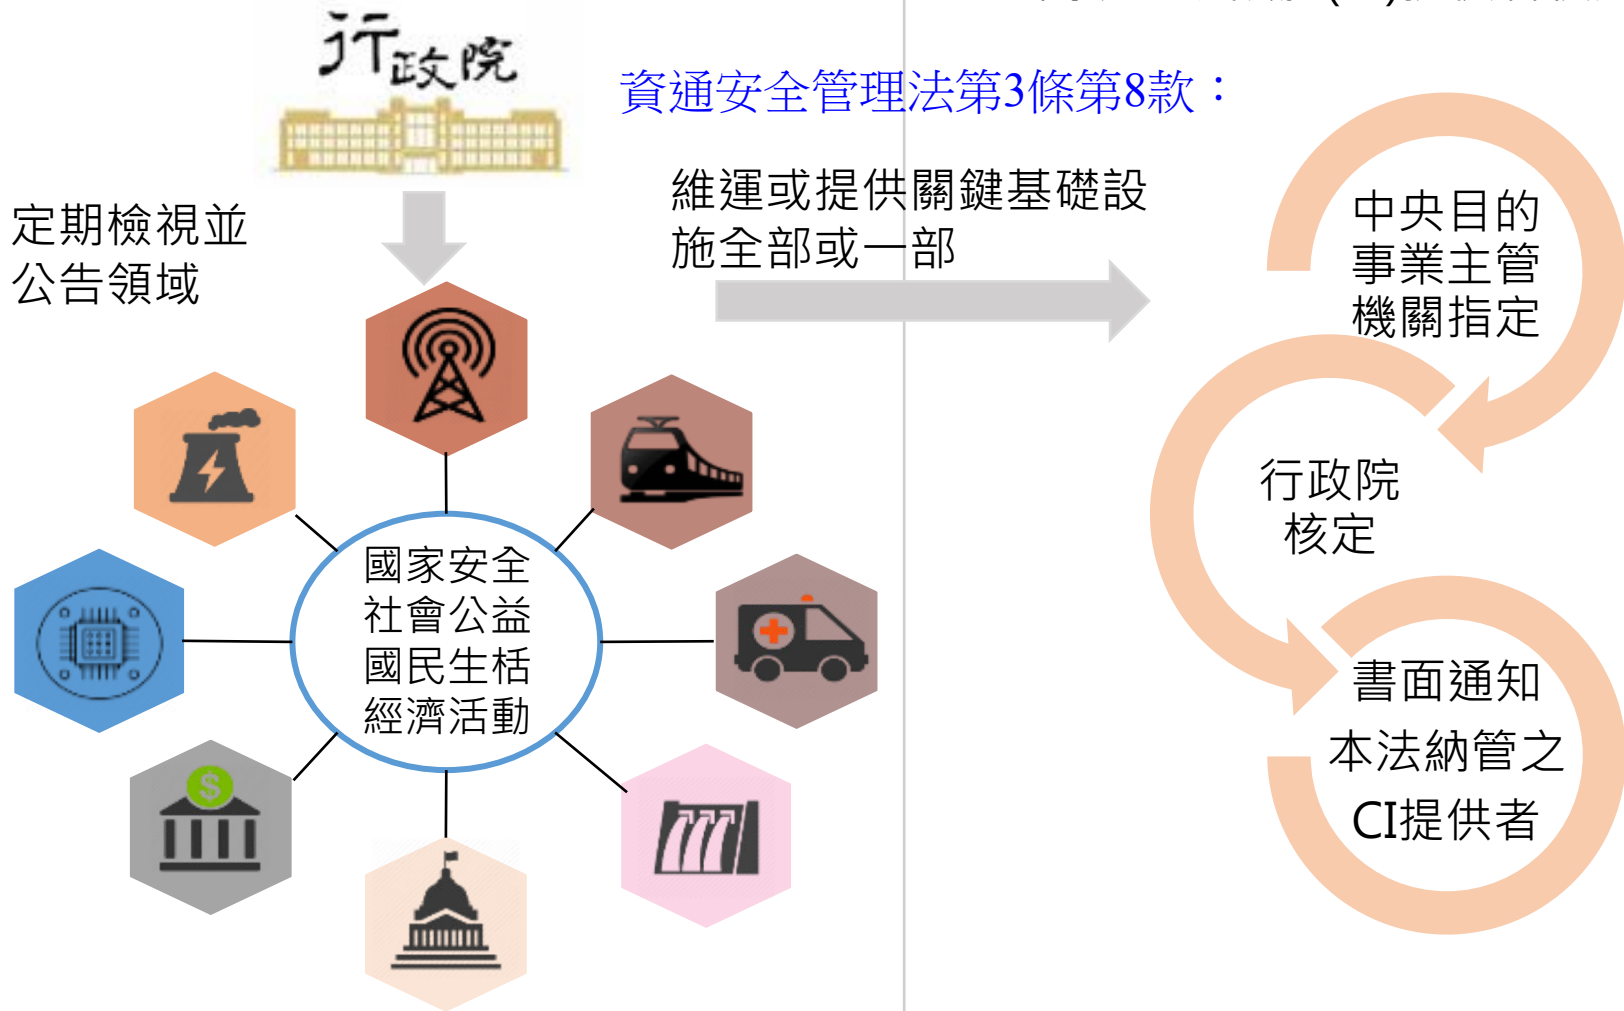 行政院
資通安全管理法第3條第8款：
定期檢視並
公告領域
維運或提供關鍵基礎設
施全部或一部
國家安全
社會公益
國民生栝
經濟活動
中央目的
事業主管
機關指定
行政院
核定
書面通知
本法納管之
CI提供者